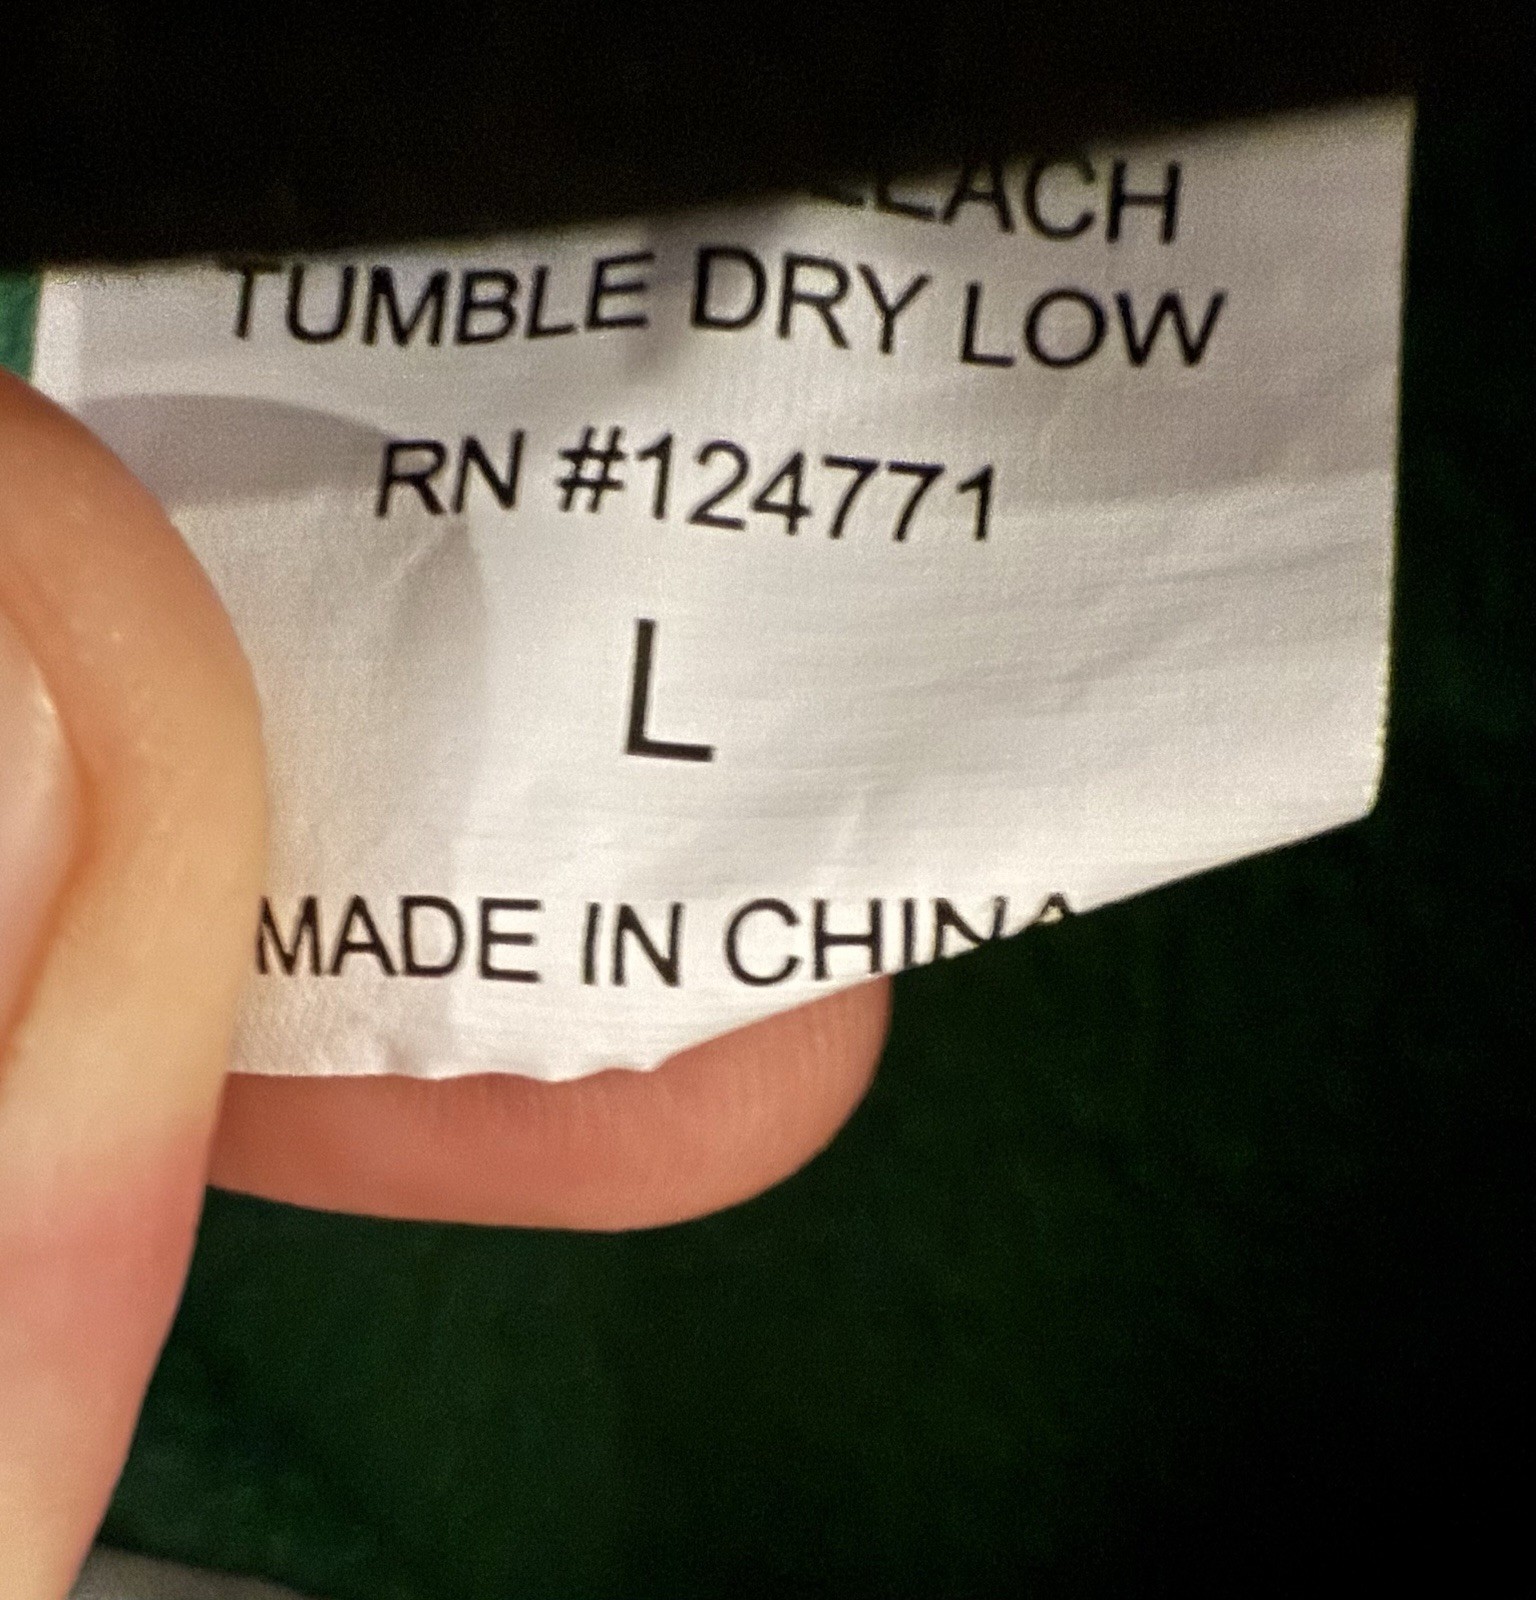 TUMBLE DRY LOW
RN #124771
L
MADE IN CHINA